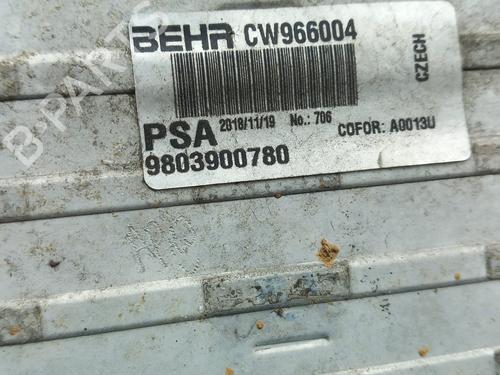 BEHR CW966004
CZECH
PSA 2018/11/19 No.: 706
COFOR: A0013U
9803900780
B-PARTS